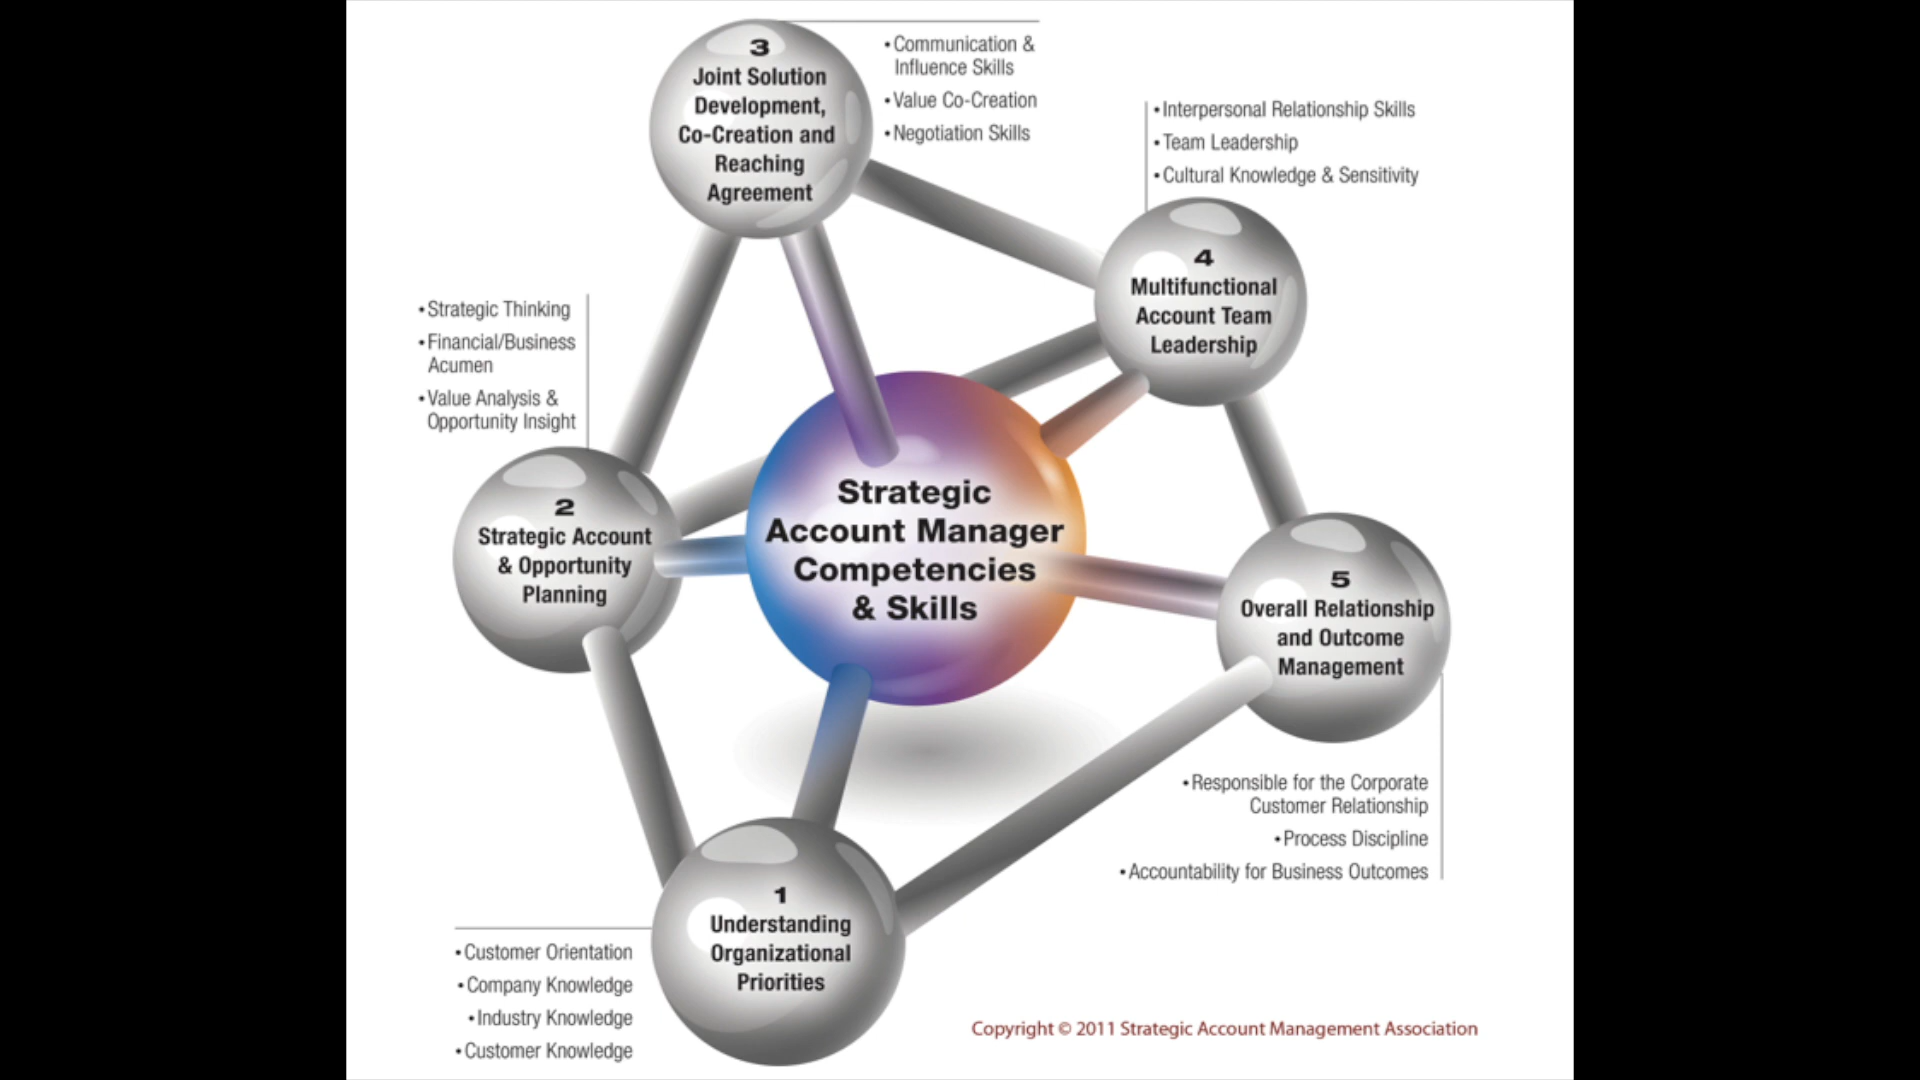 3
Joint Solution
Development,
Co-Creation and
Reaching
Agreement
•Communication &
Influence Skills
•Value Co-Creation
•Negotiation Skills
•Interpersonal Relationship Skills
•Team Leadership
•Cultural Knowledge & Sensitivity
4
Multifunctional
Account Team
Leadership
•Strategic Thinking
•Financial/Business
Acumen
•Value Analysis &
Opportunity Insight
2
Strategic Account
& Opportunity
Planning
Strategic
Account Manager
Competencies
& Skills
5
Overall Relationship
and Outcome
Management
•Responsible for the Corporate
Customer Relationship
•Process Discipline
•Accountability for Business Outcomes
1
Understanding
Organizational
Priorities
•Customer Orientation
•Company Knowledge
•Industry Knowledge
•Customer Knowledge
Copyright © 2011 Strategic Account Management Association